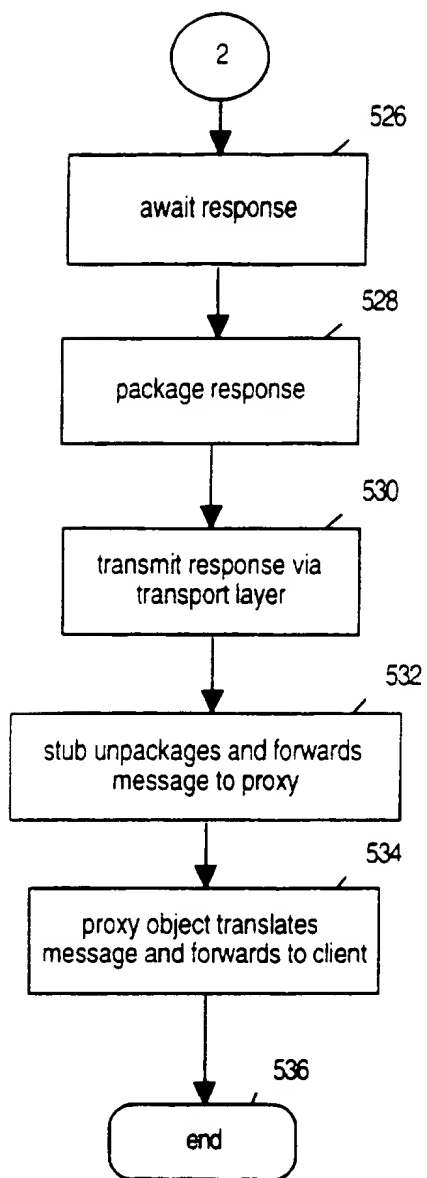 2
526
await response
528
package response
530
transmit response via
transport layer
532
stub unpackages and forwards
message to proxy
534
proxy object translates
message and forwards to client
536
end